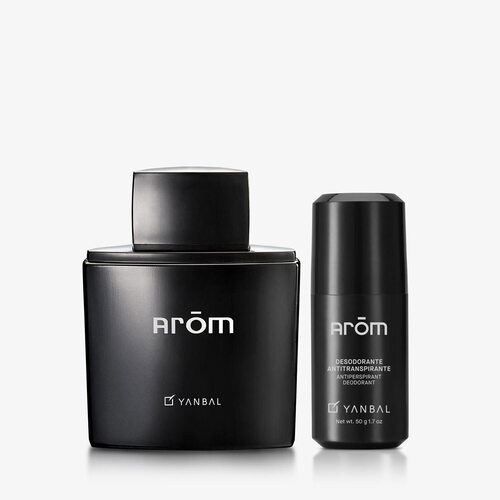 Arōm
YANBAL
Arōm
DESODORANTE
ANTITRANSPIRANTE
ANTIPERSPIRANT
DEODORANT
YANBAL
Net wt. 50 g 1.7 oz